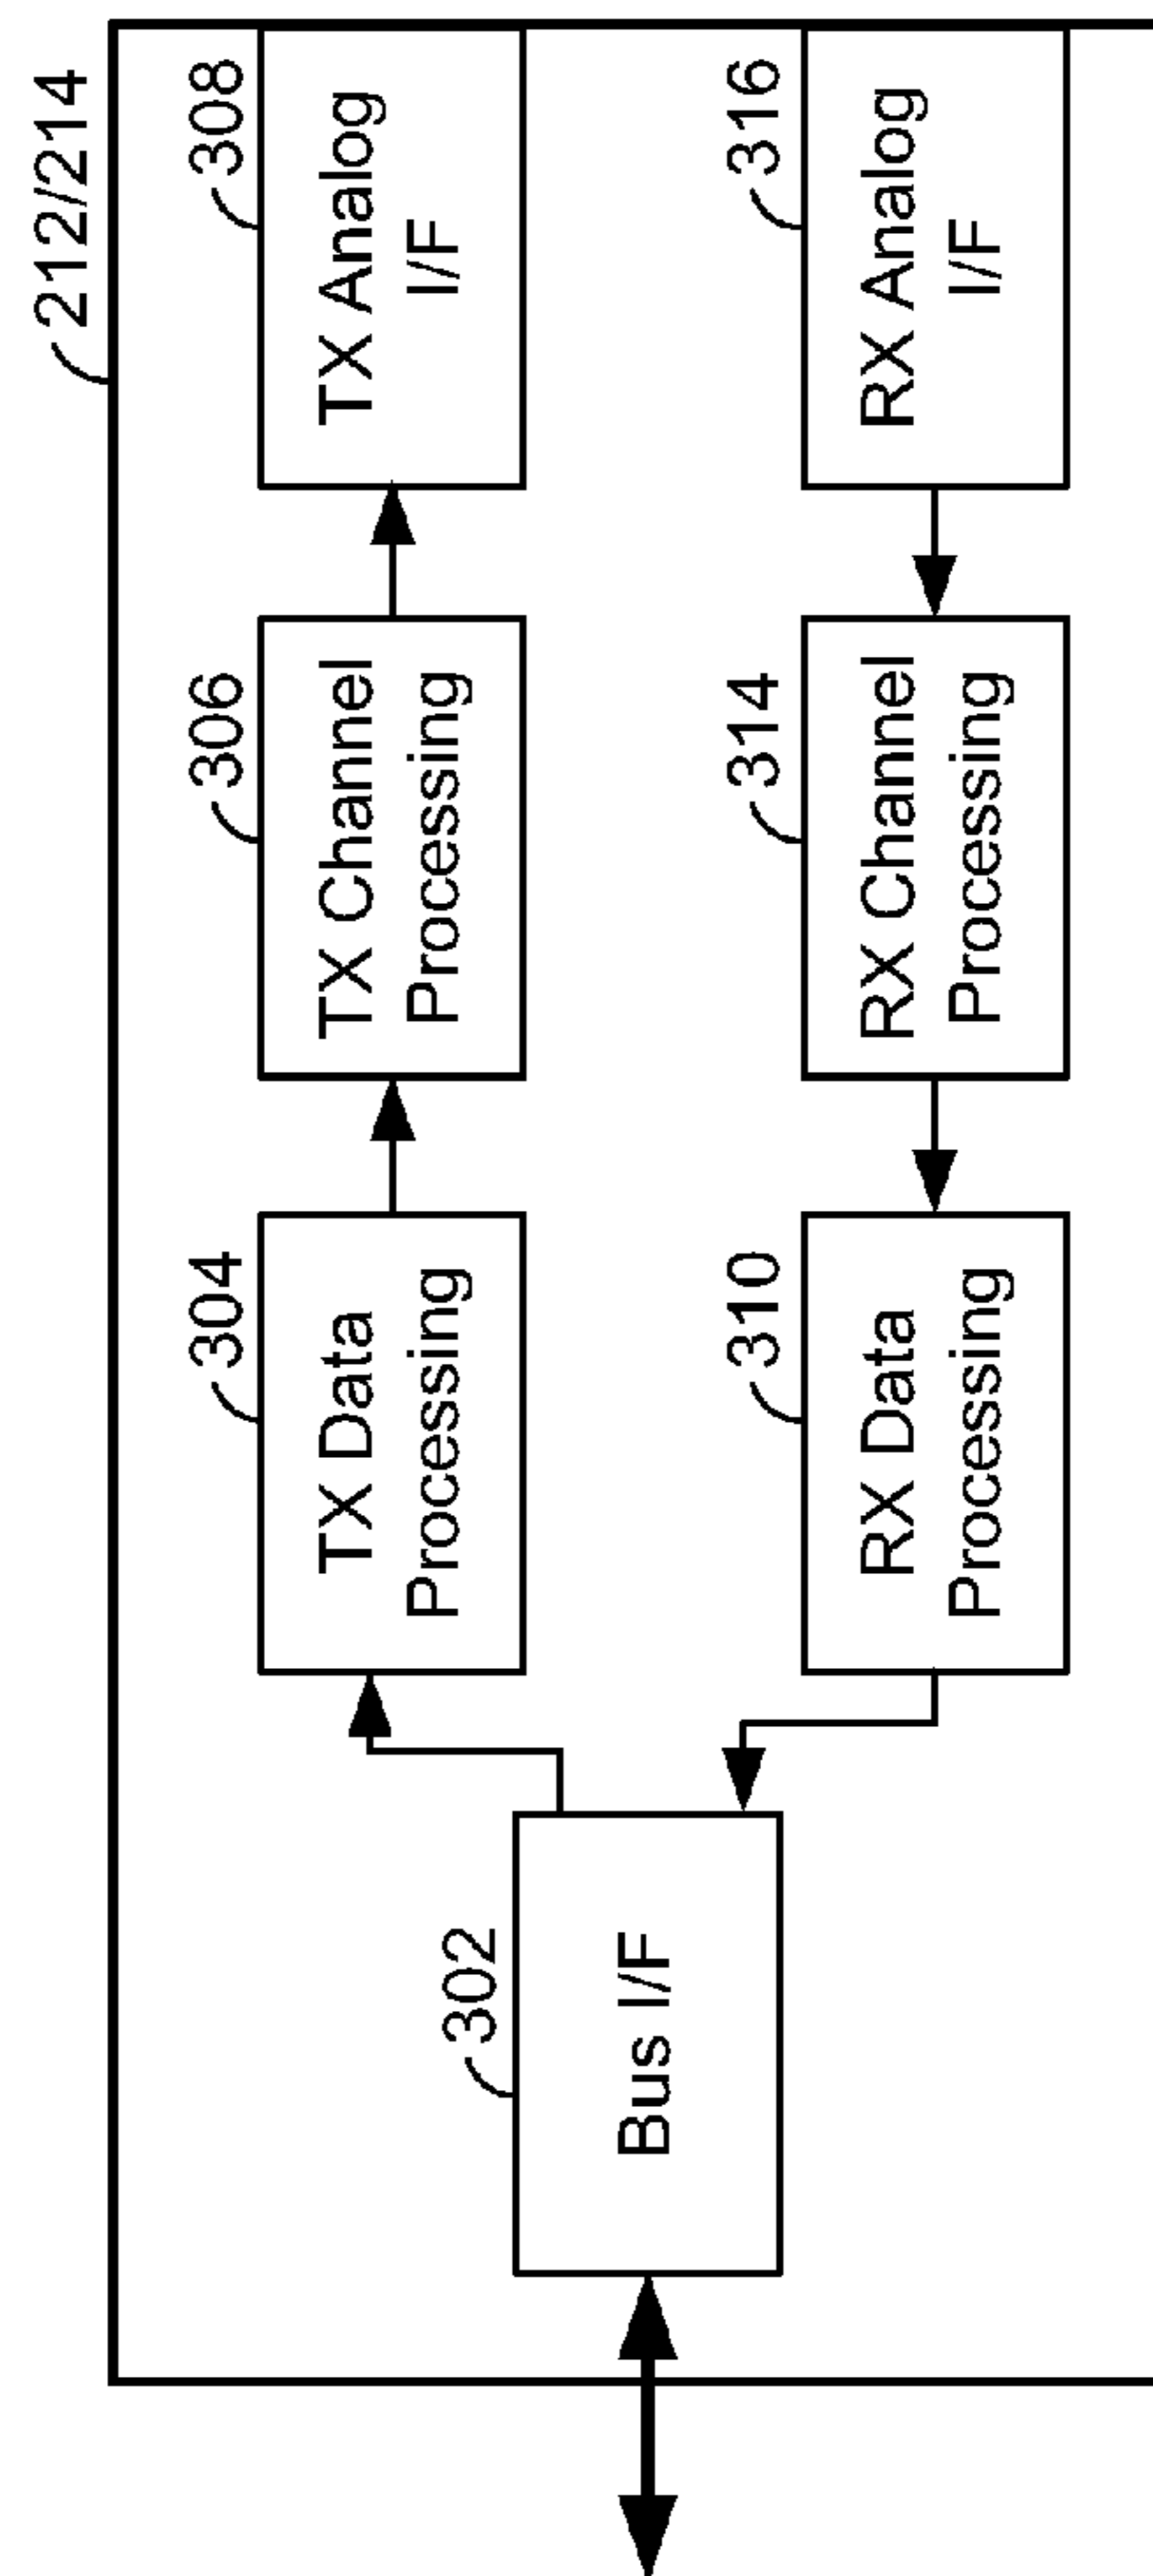 212/214
304
TX Data
Processing
306
TX Channel
Processing
308
TX Analog
I/F
302
Bus I/F
310
RX Data
Processing
314
RX Channel
Processing
316
RX Analog
I/F